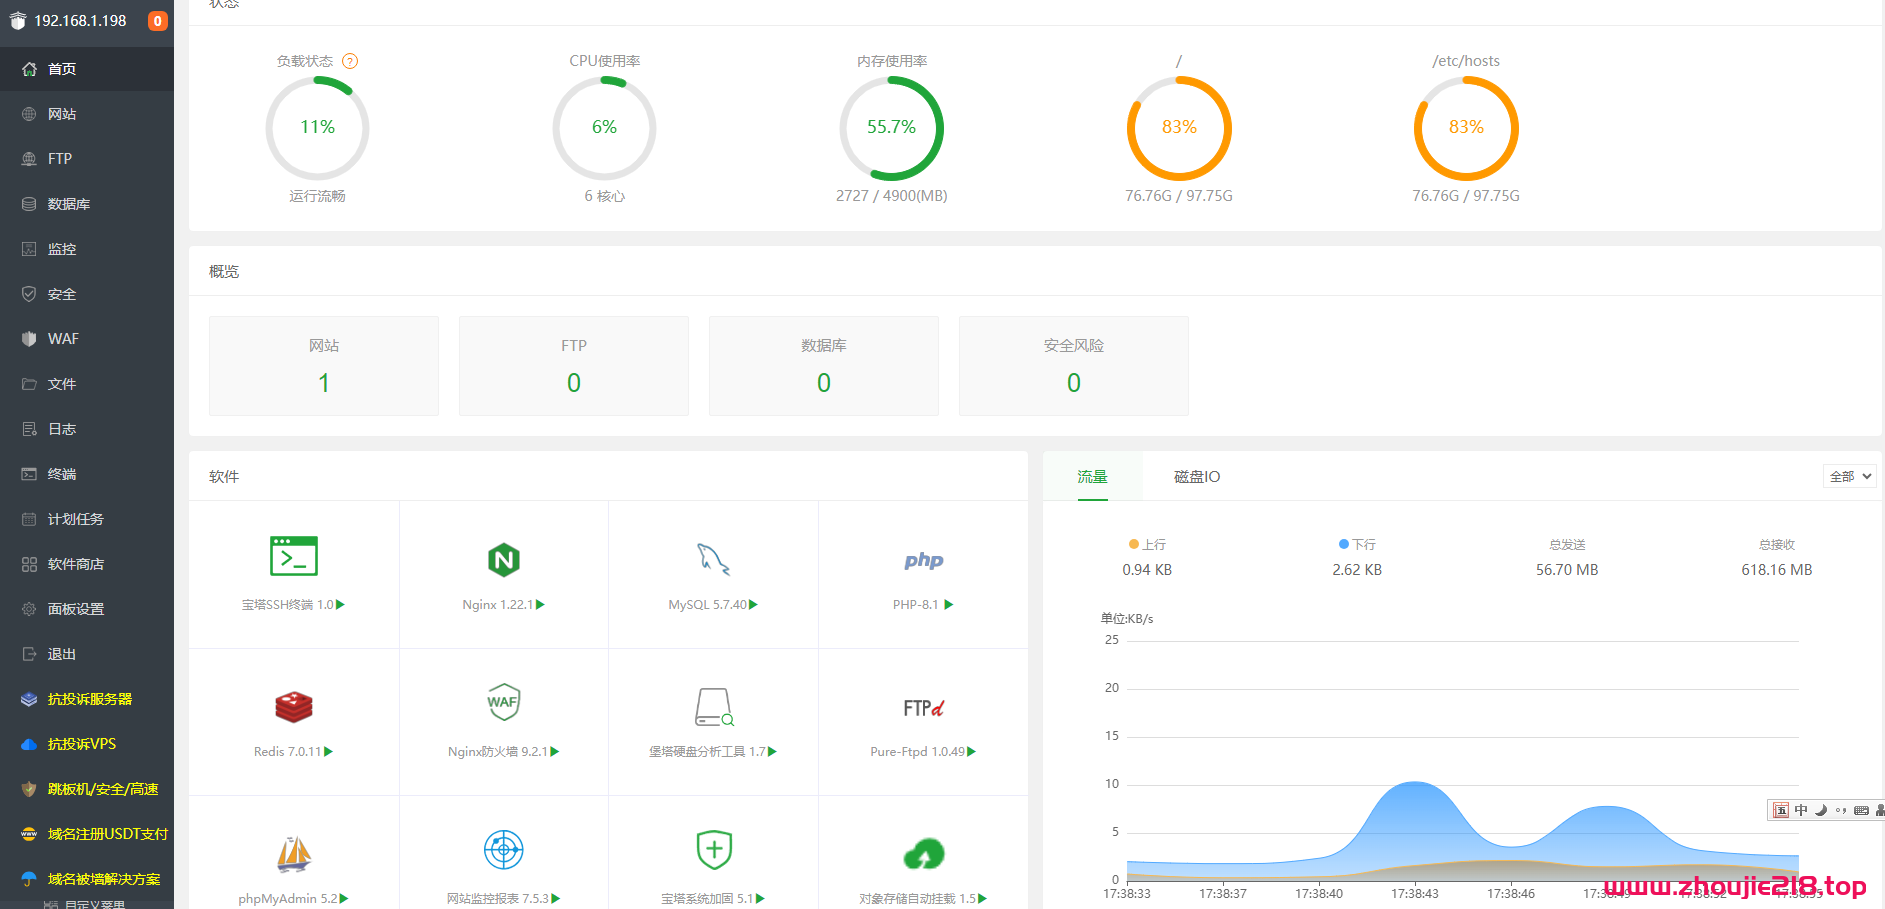 192.168.1.198 0
首页
网站
FTP
数据库
监控
安全
WAF
文件
日志
终端
计划任务
软件商店
面板设置
退出
抗投诉服务器
抗投诉VPS
跳板机/安全/高速
域名注册USDT支付
域名被墙解决方案
自定义菜单
状态
负载状态 ?
CPU使用率
内存使用率
/
/etc/hosts
11%
6%
55.7%
83%
83%
运行流畅
6 核心
2727 / 4900(MB)
76.76G / 97.75G
76.76G / 97.75G
概览
网站
FTP
数据库
安全风险
1
0
0
0
软件
宝塔SSH终端 1.0
Nginx 1.22.1
MySQL 5.7.40
php
PHP-8.1
Redis 7.0.11
WAF
Nginx防火墙 9.2.1
堡塔硬盘分析工具 1.7
FTPd
Pure-Ftpd 1.0.49
phpMyAdmin 5.2
网站监控报表 7.5.3
宝塔系统加固 5.1
对象存储自动挂载 1.5
流量
磁盘IO
全部
上行
下行
总发送
总接收
0.94 KB
2.62 KB
56.70 MB
618.16 MB
单位:KB/s
25
20
15
10
5
0
17:38:33
17:38:37
17:38:40
17:38:43
17:38:46
五 中
www.zhoujie218.top